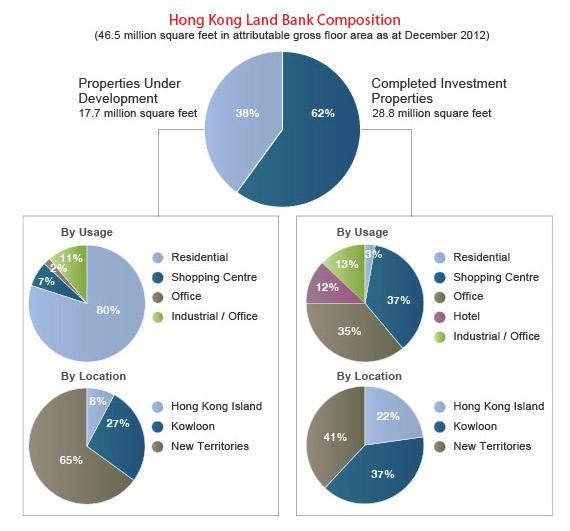 Hong Kong Land Bank Composition
(46.5 million square feet in attributable gross floor area as at December 2012)
Properties Under
Development
17.7 million square feet
38%
62%
Completed Investment
Properties
28.8 million square feet
By Usage
11%
2%
7%
80%
Residential
Shopping Centre
Office
Industrial / Office
By Location
8%
27%
65%
Hong Kong Island
Kowloon
New Territories
By Usage
3%
13%
12%
37%
35%
Residential
Shopping Centre
Office
Hotel
Industrial / Office
By Location
22%
41%
37%
Hong Kong Island
Kowloon
New Territories